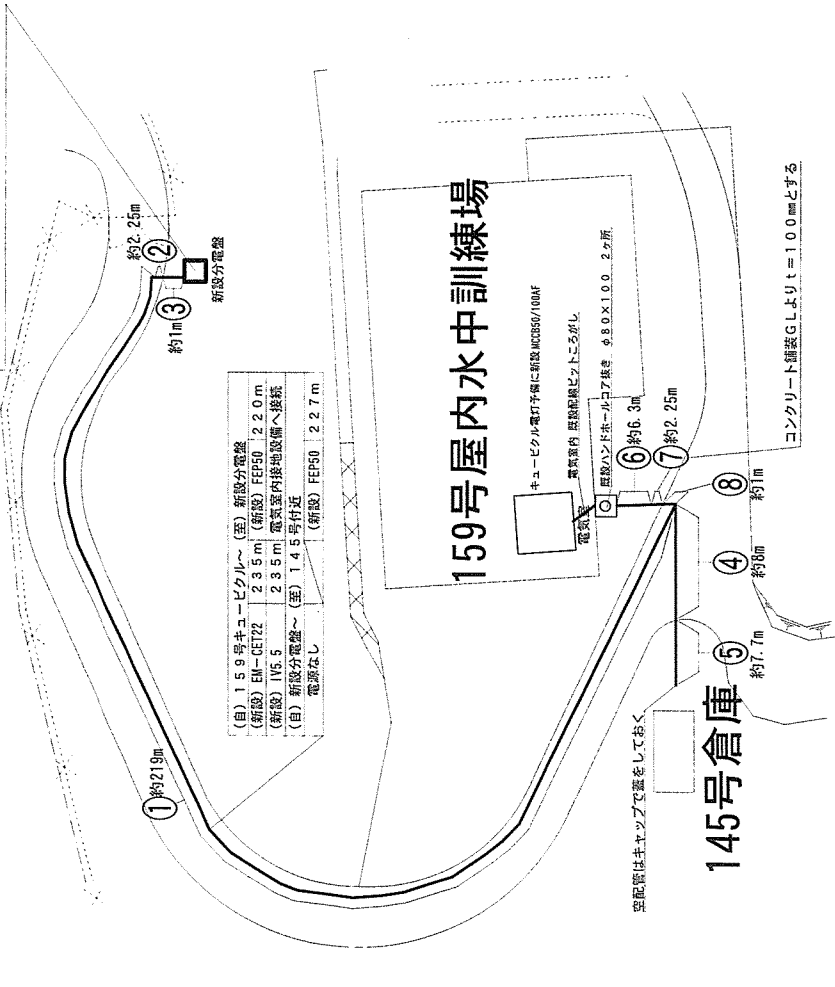 約2.25m
②
③
約1m
新設分電盤
①
約219m
(自)159号キュービクル~(至)新設分電盤
(新設)EM-CET22 235m (新設)FEP50 220m
(新設)IV5.5 235m 電気室内接地設備へ接続
(自)新設分電盤~(至)145号付近
電源なし (新設)FEP50 227m
159号屋内水中訓練場
キュービクル電灯予備に新設MCCB50/100AF
電気室内 既設配線ピットころがし
電気室
既設ハンドホールコア抜き φ80×100 2ヶ所
⑥
約6.3m
⑦
約2.25m
⑧
約1m
④
約8m
⑤
約7.7m
空配管はキャップで蓋をしておく
145号倉庫
コンクリート舗装GLよりt=100mmとする